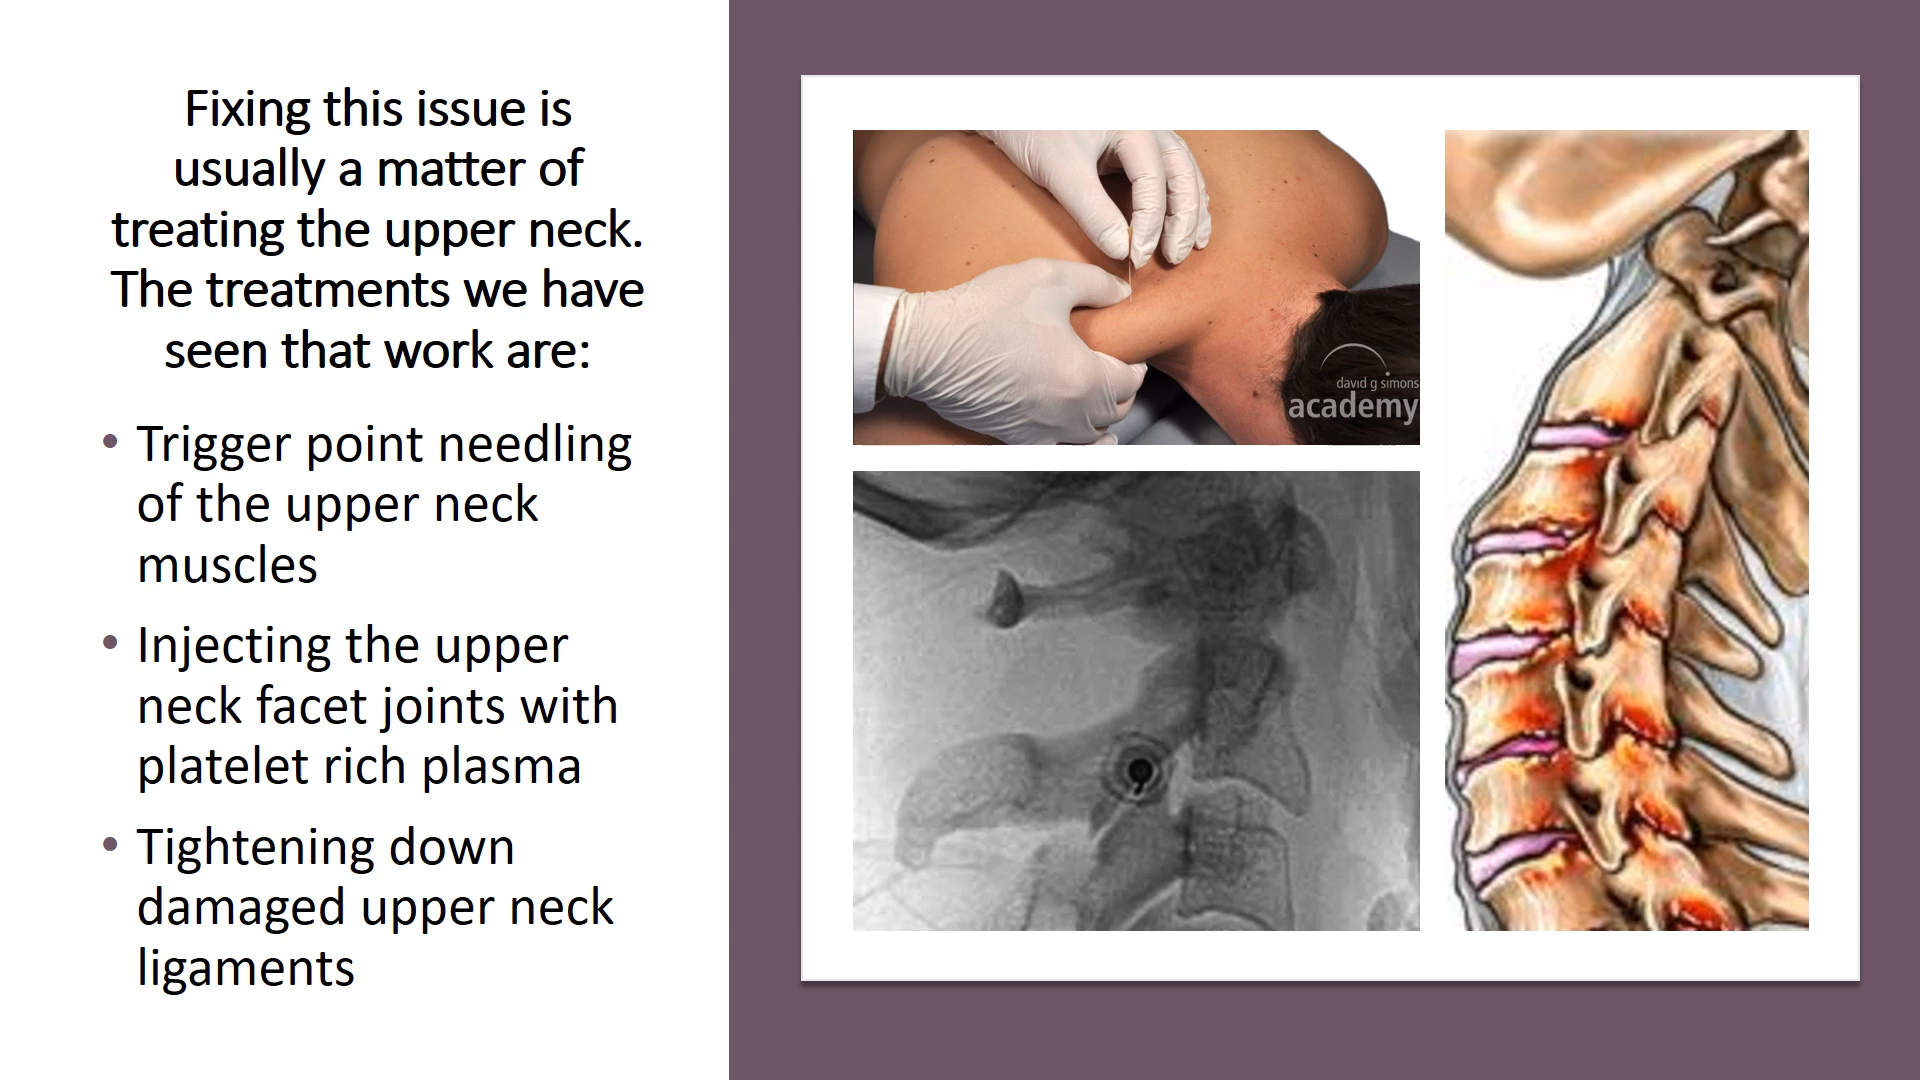 Fixing this issue is
usually a matter of
treating the upper neck.
The treatments we have
seen that work are:
• Trigger point needling
of the upper neck
muscles
• Injecting the upper
neck facet joints with
platelet rich plasma
• Tightening down
damaged upper neck
ligaments
david g simons
academy